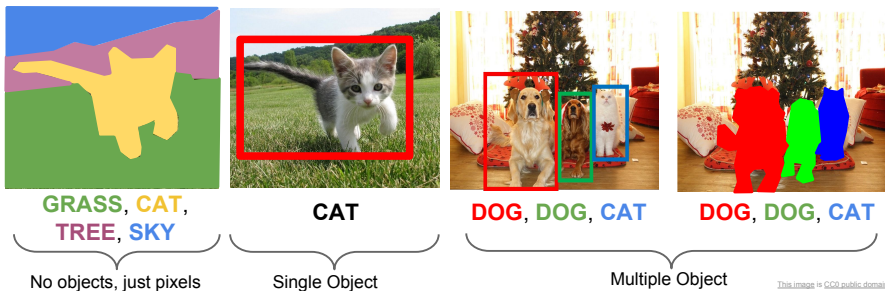 GRASS, CAT,
TREE, SKY
CAT
DOG, DOG, CAT
DOG, DOG, CAT
No objects, just pixels
Single Object
Multiple Object
This image is CC0 public doma